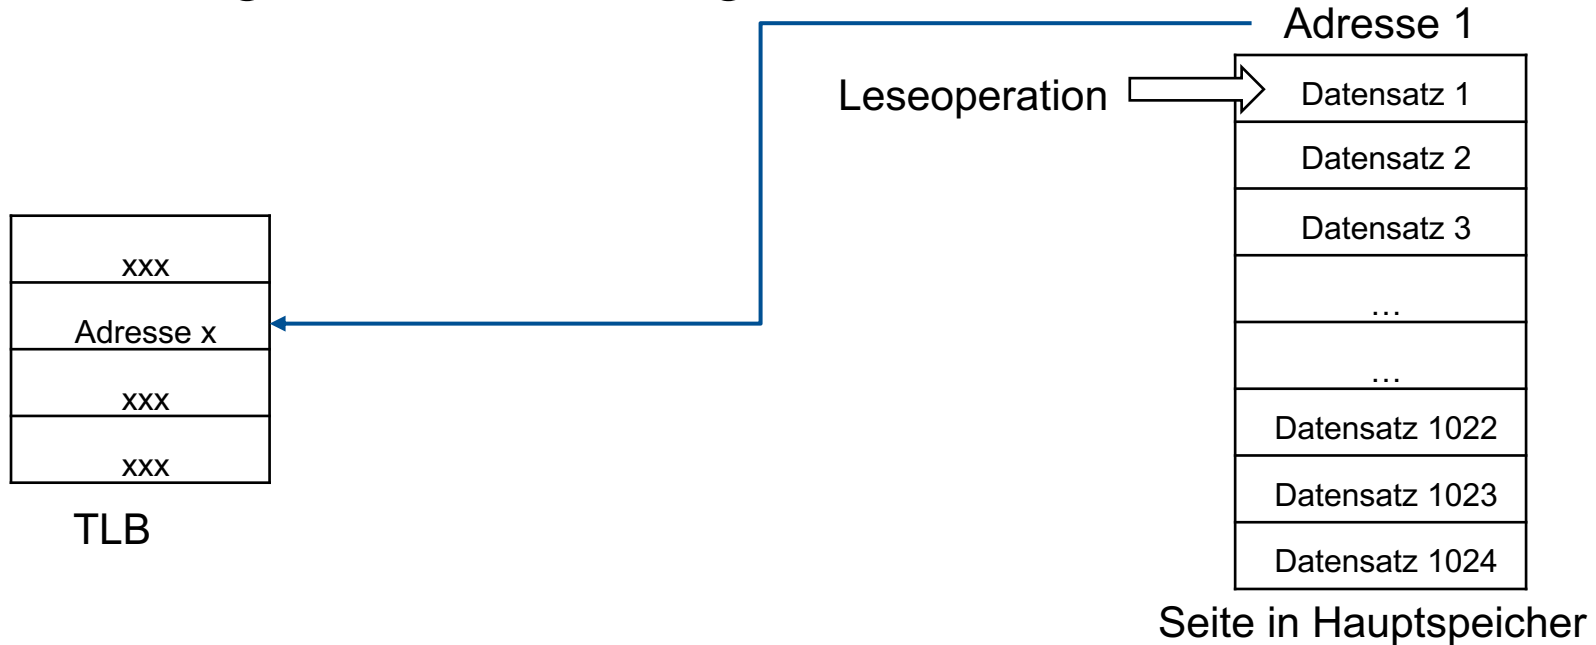 Adresse 1
Leseoperation
Datensatz 1
Datensatz 2
Datensatz 3
...
...
Datensatz 1022
Datensatz 1023
Datensatz 1024
Seite in Hauptspeicher
xxx
Adresse x
xxx
xxx
TLB